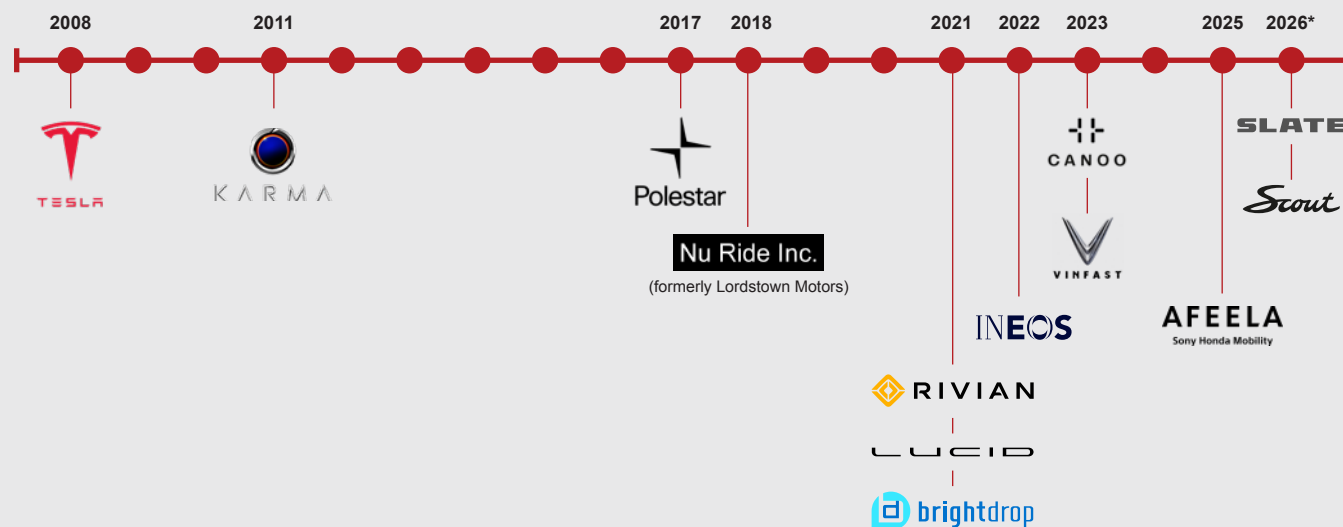 2008 2011 2017 2018 2021 2022 2023 2025 2026*
TESLA
KARMA
Polestar
Nu Ride Inc.
(formerly Lordstown Motors)
RIVIAN
LUCID
brightdrop
INEOS
CANOO
VINFAST
AFEELA
Sony Honda Mobility
SLATE
Scout